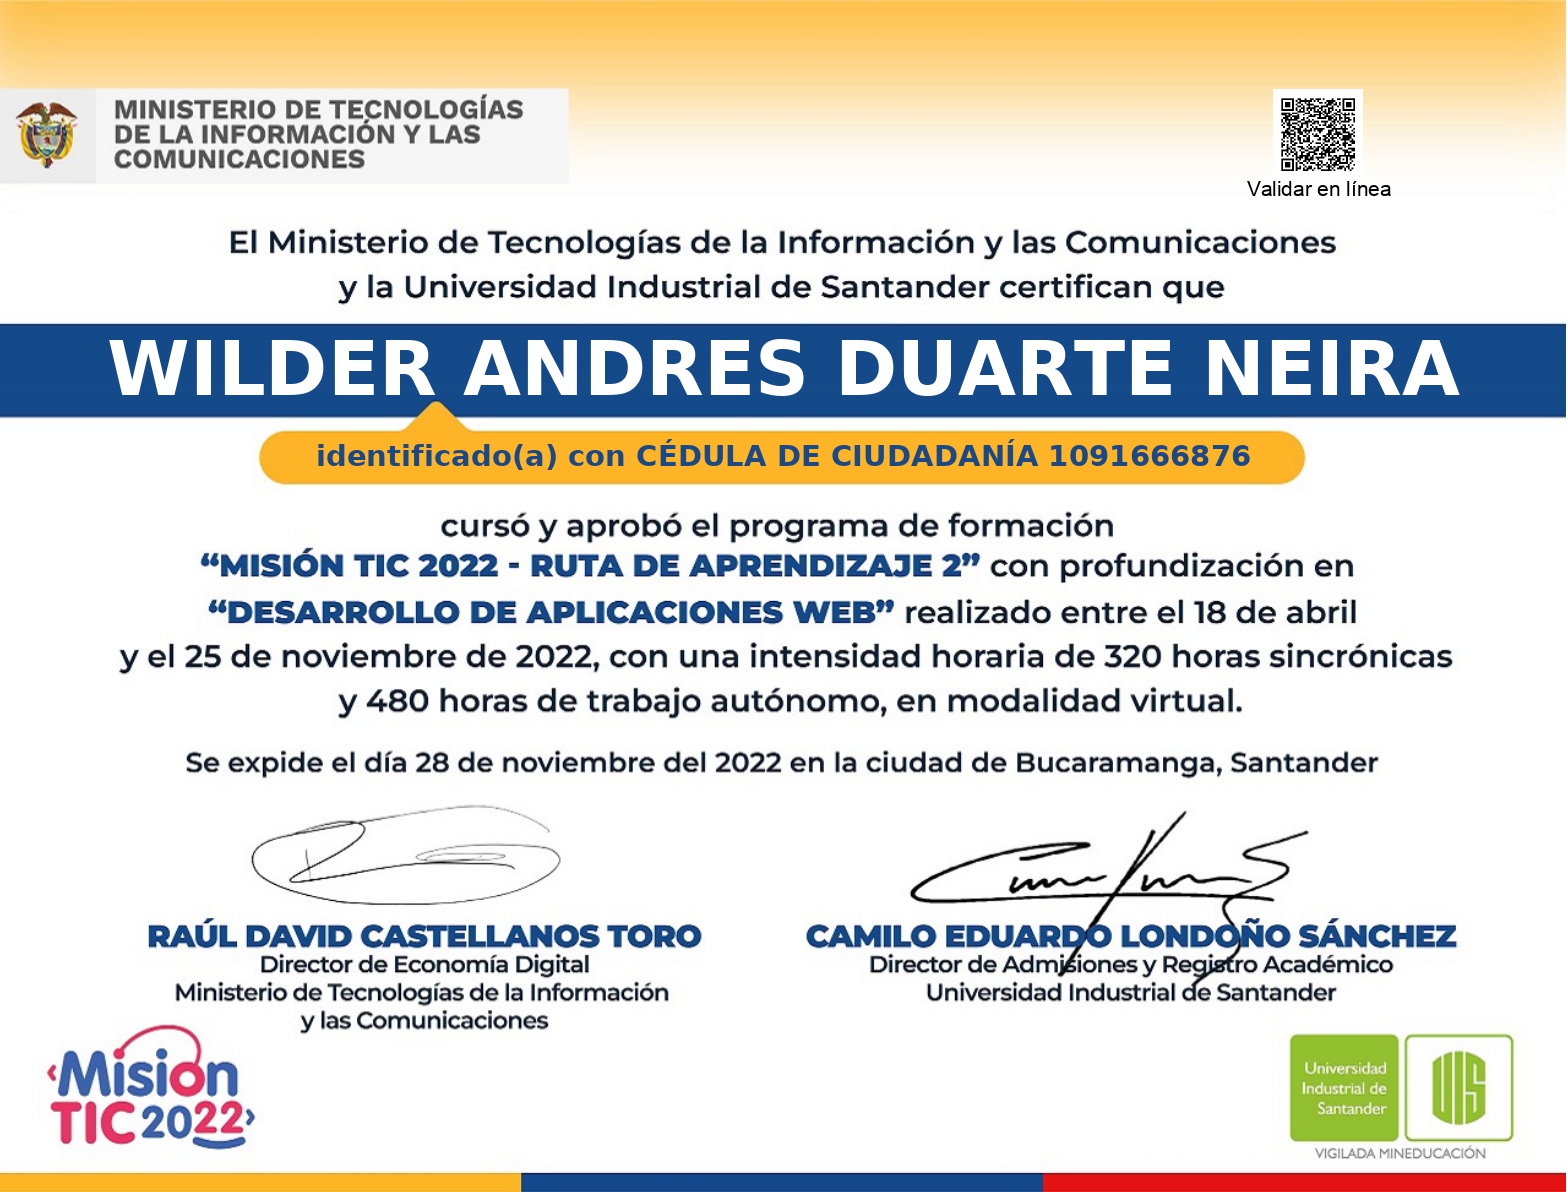 MINISTERIO DE TECNOLOGÍAS
DE LA INFORMACIÓN Y LAS
COMUNICACIONES
Validar en línea
El Ministerio de Tecnologías de la Información y las Comunicaciones
y la Universidad Industrial de Santander certifican que
WILDER ANDRES DUARTE NEIRA
identificado(a) con CÉDULA DE CIUDADANÍA 1091666876
cursó y aprobó el programa de formación
“MISIÓN TIC 2022 - RUTA DE APRENDIZAJE 2” con profundización en
“DESARROLLO DE APLICACIONES WEB” realizado entre el 18 de abril
y el 25 de noviembre de 2022, con una intensidad horaria de 320 horas sincrónicas
y 480 horas de trabajo autónomo, en modalidad virtual.
Se expide el día 28 de noviembre del 2022 en la ciudad de Bucaramanga, Santander
RAÚL DAVID CASTELLANOS TORO
Director de Economía Digital
Ministerio de Tecnologías de la Información
y las Comunicaciones
CAMILO EDUARDO LONDOÑO SÁNCHEZ
Director de Admisiones y Registro Académico
Universidad Industrial de Santander
‹Misión
TIC 2022›
Universidad
Industrial de
Santander
UIS
VIGILADA MINEDUCACIÓN